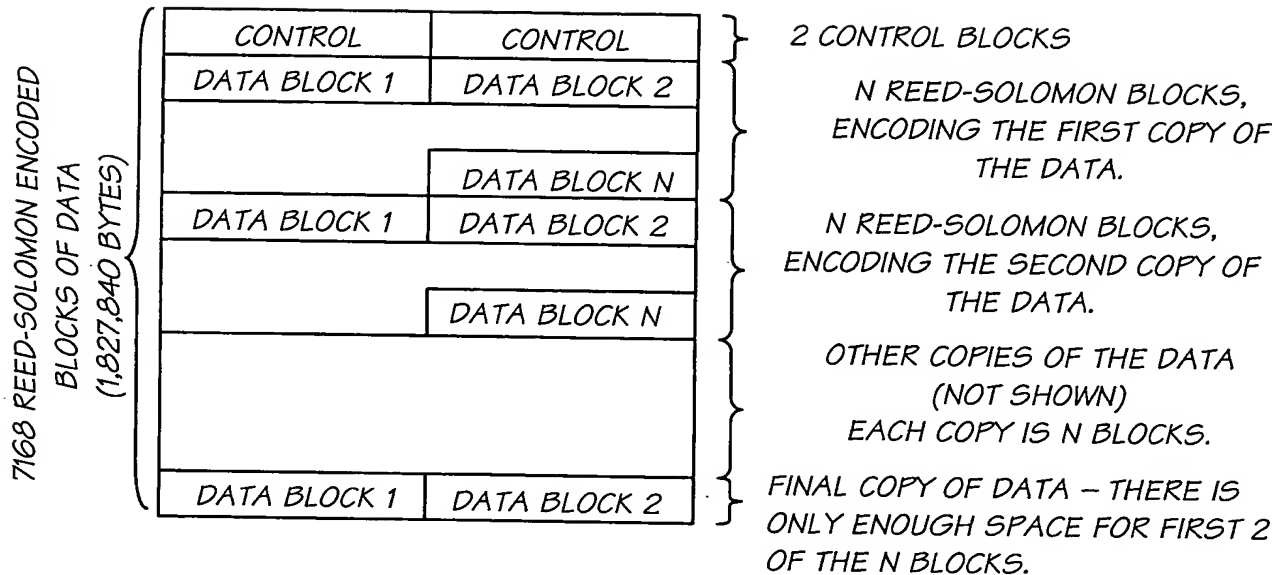 7168 REED-SOLOMON ENCODED
BLOCKS OF DATA
(1,827,840 BYTES)
CONTROL CONTROL
2 CONTROL BLOCKS
DATA BLOCK 1 DATA BLOCK 2
DATA BLOCK N
N REED-SOLOMON BLOCKS,
ENCODING THE FIRST COPY OF
THE DATA.
DATA BLOCK 1 DATA BLOCK 2
DATA BLOCK N
N REED-SOLOMON BLOCKS,
ENCODING THE SECOND COPY OF
THE DATA.
OTHER COPIES OF THE DATA
(NOT SHOWN)
EACH COPY IS N BLOCKS.
DATA BLOCK 1 DATA BLOCK 2
FINAL COPY OF DATA – THERE IS
ONLY ENOUGH SPACE FOR FIRST 2
OF THE N BLOCKS.